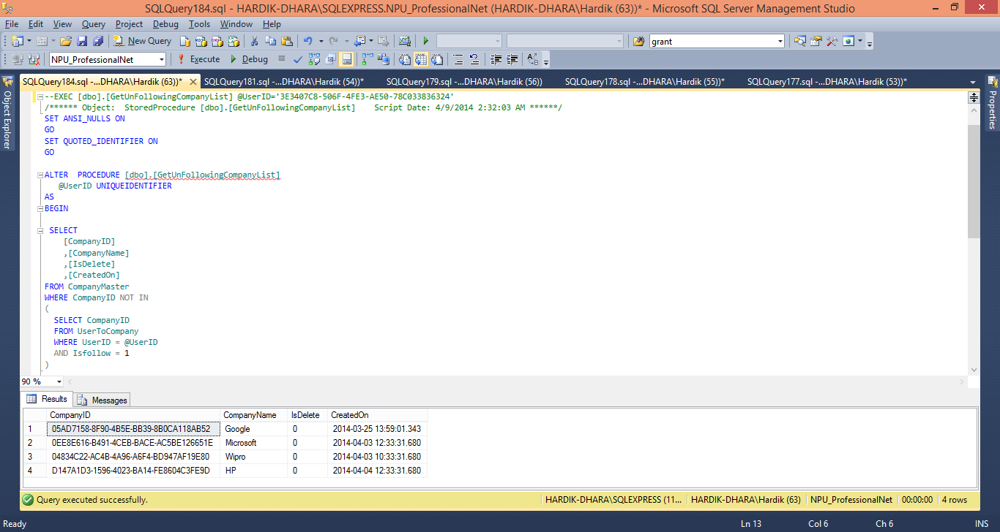 SQLQuery184.sql - HARDIK-DHARA\SQLEXPRESS.NPU_ProfessionalNet (HARDIK-DHARA\Hardik (63))* - Microsoft SQL Server Management Studio
File Edit View Query Project Debug Tools Window Help
New Query grant
NPU_ProfessionalNet Execute Debug
SQLQuery184.sql -...DHARA\Hardik (63))* SQLQuery181.sql -...DHARA\Hardik (54))* SQLQuery179.sql -...DHARA\Hardik (56)) SQLQuery178.sql -...DHARA\Hardik (55))* SQLQuery177.sql -...DHARA\Hardik (53))*
Object Explorer
Properties
--EXEC [dbo].[GetUnFollowingCompanyList] @UserID='3E3407C8-506F-4FE3-AE50-78C033836324'
/****** Object:  StoredProcedure [dbo].[GetUnFollowingCompanyList]    Script Date: 4/9/2014 2:32:03 AM ******/
SET ANSI_NULLS ON
GO
SET QUOTED_IDENTIFIER ON
GO
ALTER  PROCEDURE [dbo].[GetUnFollowingCompanyList]
@UserID UNIQUEIDENTIFIER
AS
BEGIN
SELECT
[CompanyID]
,[CompanyName]
,[IsDelete]
,[CreatedOn]
FROM CompanyMaster
WHERE CompanyID NOT IN
(
SELECT CompanyID
FROM UserToCompany
WHERE UserID = @UserID
AND Isfollow = 1
)
90 %
Results Messages
CompanyID CompanyName IsDelete CreatedOn
1 05AD7158-8F90-4B5E-BB39-8B0CA118AB52 Google 0 2014-03-25 13:59:01.343
2 0EE8E616-B491-4CEB-BACE-AC5BE126651E Microsoft 0 2014-04-03 12:33:31.680
3 04834C22-AC4B-4A96-A6F4-BD947AF19E80 Wipro 0 2014-04-03 10:33:31.680
4 D147A1D3-1596-4023-BA14-FE8604C3FE9D HP 0 2014-04-04 12:33:31.680
Query executed successfully. HARDIK-DHARA\SQLEXPRESS (11... HARDIK-DHARA\Hardik (63) NPU_ProfessionalNet 00:00:00 4 rows
Ready Ln 13 Col 6 Ch 6 INS